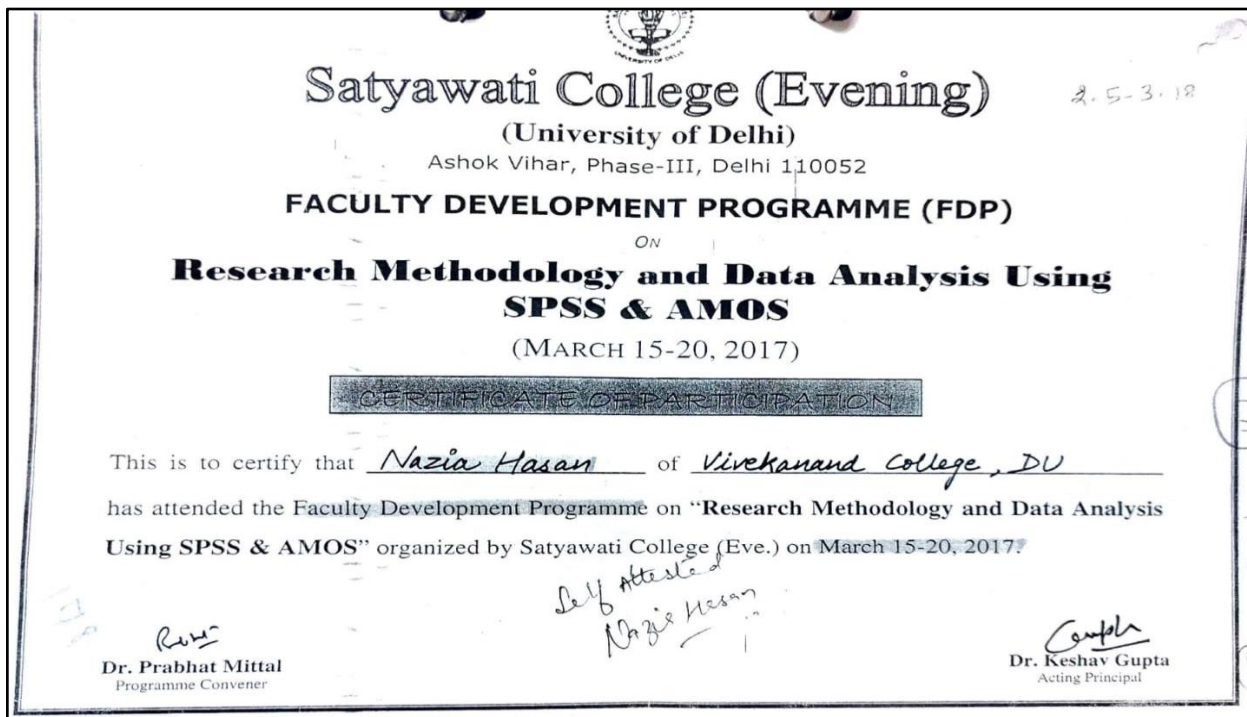 UNIVERSITY OF DELHI
Satyawati College (Evening)
2.5-3.18
(University of Delhi)
Ashok Vihar, Phase-III, Delhi 110052
FACULTY DEVELOPMENT PROGRAMME (FDP)
ON
Research Methodology and Data Analysis Using
SPSS & AMOS
(MARCH 15-20, 2017)
CERTIFICATE OF PARTICIPATION
This is to certify that Nazia Hasan of Vivekanand College, DU
has attended the Faculty Development Programme on “Research Methodology and Data Analysis
Using SPSS & AMOS” organized by Satyawati College (Eve.) on March 15-20, 2017.
Self Attested
Nazia Hasan
Dr. Prabhat Mittal
Programme Convener
Dr. Keshav Gupta
Acting Principal